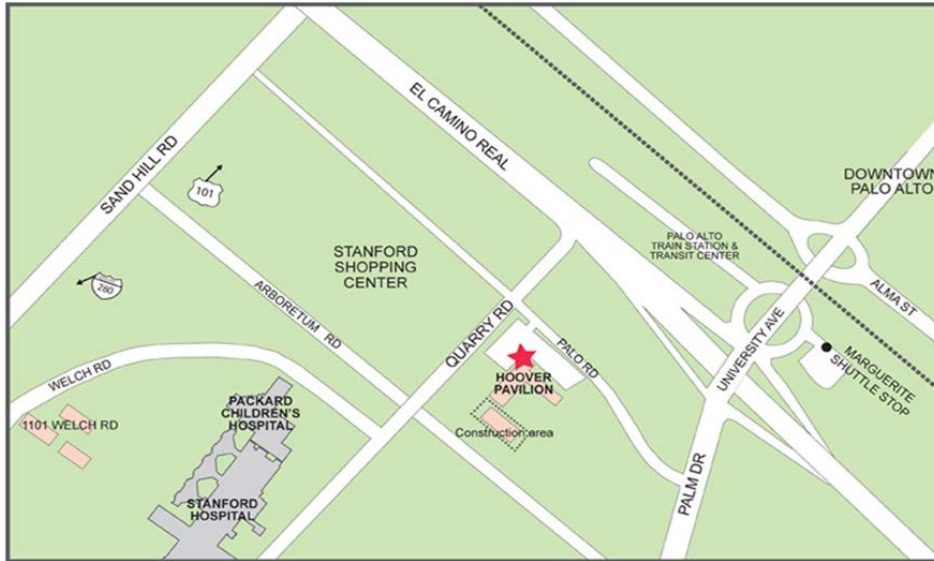 SAND HILL RD
EL CAMINO REAL
101
280
DOWNTOWN
PALO ALTO
PALO ALTO
TRAIN STATION &
TRANSIT CENTER
STANFORD
SHOPPING
CENTER
ARBORETUM RD
QUARRY RD
PALO RD
UNIVERSITY AVE
ALMA ST
MARGUERITE
SHUTTLE STOP
HOOVER
PAVILION
Construction area
WELCH RD
1101 WELCH RD
PACKARD
CHILDREN'S
HOSPITAL
STANFORD
HOSPITAL
PALM DR